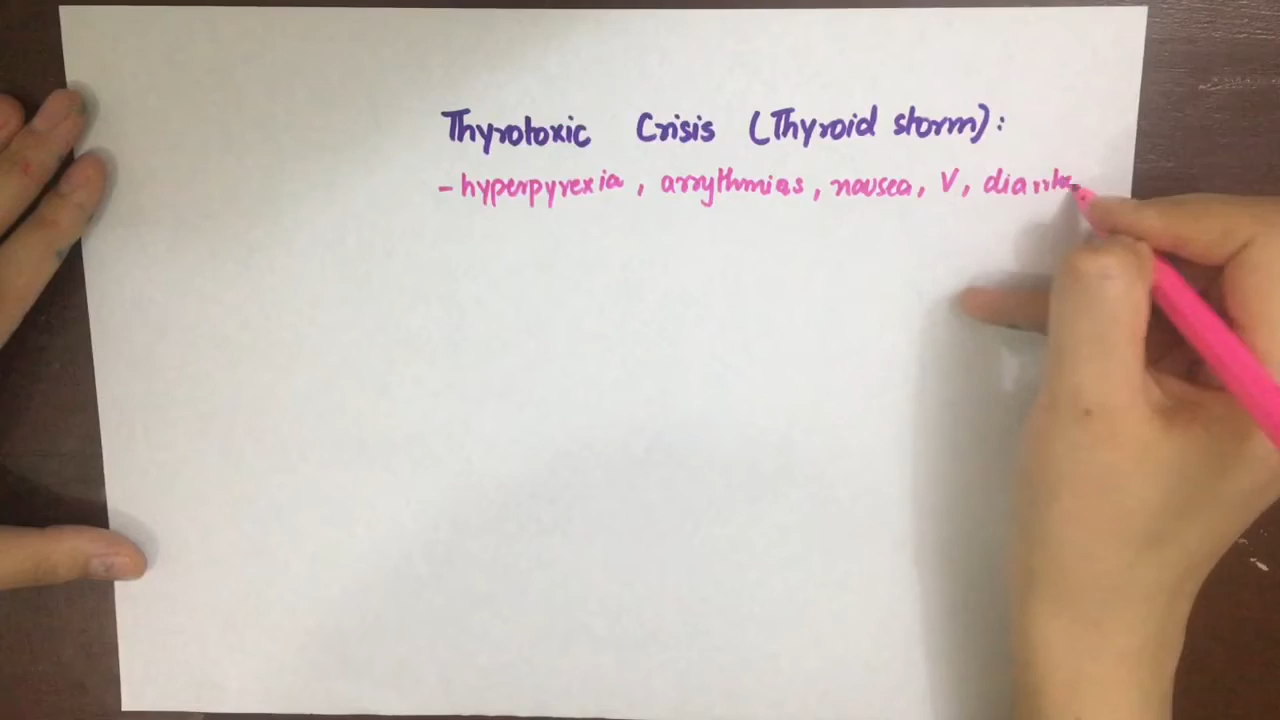 Thyrotoxic Crisis (Thyroid storm):
- hyperpyrexia, arrythmias, nausea, V,